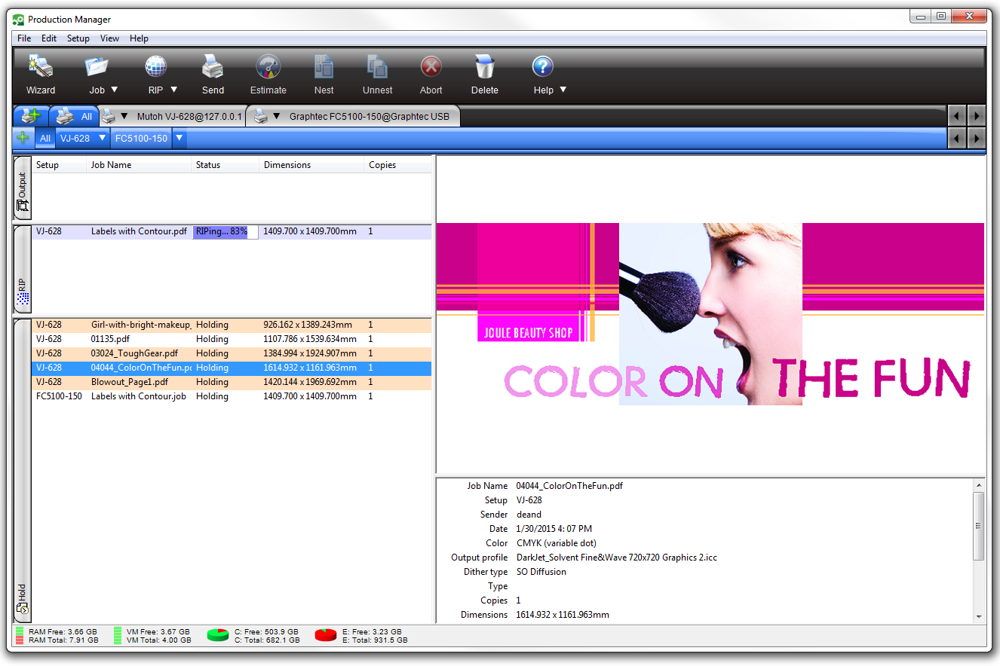 Production Manager
File Edit Setup View Help
Wizard Job RIP Send Estimate Nest Unnest Abort Delete Help
All Mutoh VJ-628@127.0.0.1 Graphtec FC5100-150@Graphtec USB
All VJ-628 FC5100-150
Setup Job Name Status Dimensions Copies
Output
VJ-628 Labels with Contour.pdf RIPing... 83% 1409.700 x 1409.700mm 1
RIP
VJ-628 Girl-with-bright-makeup_ Holding 926.162 x 1389.243mm 1
VJ-628 01135.pdf Holding 1107.786 x 1539.634mm 1
VJ-628 03024_ToughGear.pdf Holding 1384.994 x 1924.907mm 1
VJ-628 04044_ColorOnTheFun.pd Holding 1614.932 x 1161.963mm 1
VJ-628 Blowout_Page1.pdf Holding 1420.144 x 1969.692mm 1
FC5100-150 Labels with Contour.job Holding 1409.700 x 1409.700mm 1
Hold
JOULE BEAUTY SHOP
COLOR ON THE FUN
Job Name 04044_ColorOnTheFun.pdf
Setup VJ-628
Sender deand
Date 1/30/2015 4: 07 PM
Color CMYK (variable dot)
Output profile DarkJet_Solvent Fine&Wave 720x720 Graphics 2.icc
Dither type SO Diffusion
Type
Copies 1
Dimensions 1614.932 x 1161.963mm
RAM Free: 3.66 GB VM Free: 3.67 GB C: Free: 503.9 GB E: Free: 3.23 GB
RAM Total: 7.91 GB VM Total: 4.00 GB C: Total: 682.1 GB E: Total: 931.5 GB